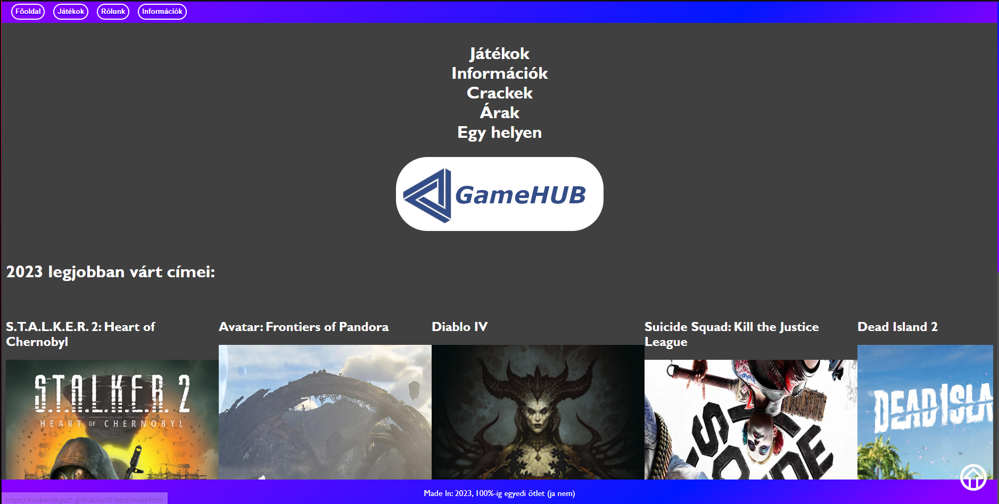 Főoldal
Játékok
Rólunk
Információk
Játékok
Információk
Crackek
Árak
Egy helyen
GameHUB
2023 legjobban várt címei:
S.T.A.L.K.E.R. 2: Heart of
Chernobyl
Avatar: Frontiers of Pandora
Diablo IV
Suicide Squad: Kill the Justice
League
Dead Island 2
S.T.A.L.K.E.R. 2
HEART OF CHERNOBYL
DEAD ISLA
Made In: 2023, 100%-ig egyedi ötlet (ja nem)
https://kissbendeguz1.github.io/Ikt-kesz/index.html